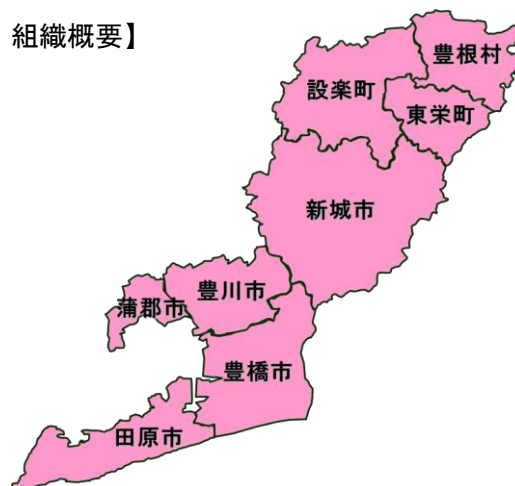 組織概要】
豊根村
設楽町
東栄町
新城市
豊川市
蒲郡市
豊橋市
田原市